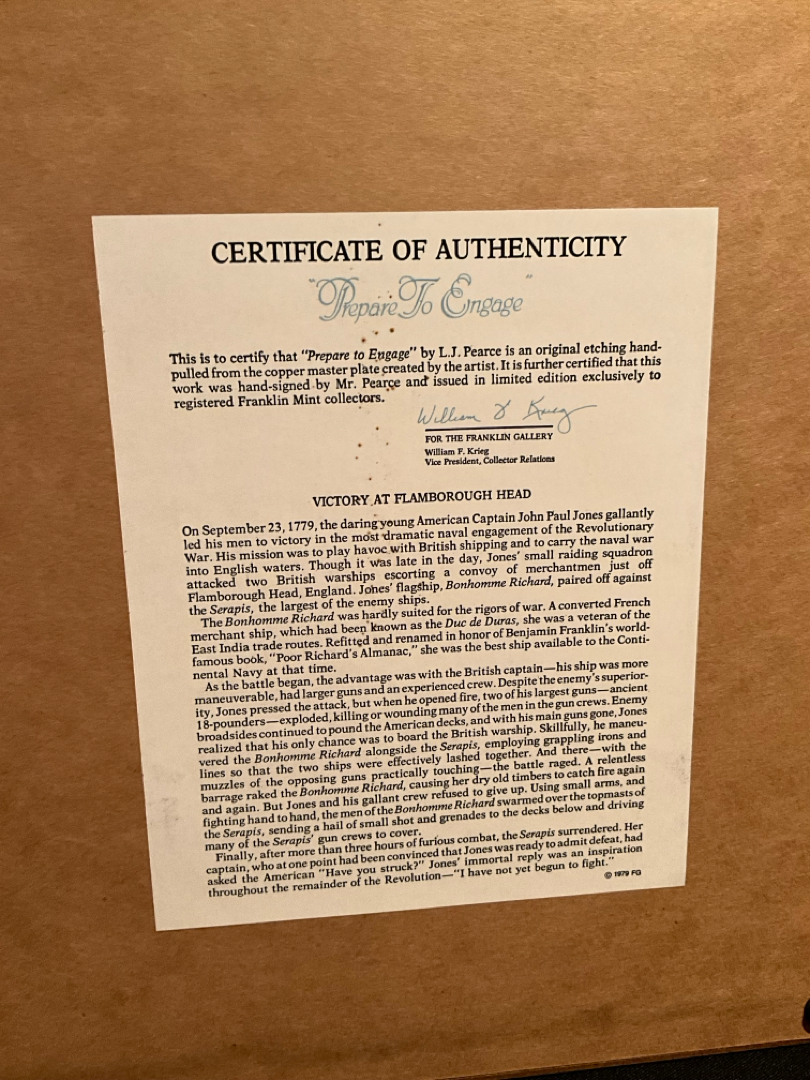 CERTIFICATE OF AUTHENTICITY
"Prepare To Engage"
This is to certify that "Prepare to Engage" by L.J. Pearce is an original etching hand-
pulled from the copper master plate created by the artist. It is further certified that this
work was hand-signed by Mr. Pearce and issued in limited edition exclusively to
registered Franklin Mint collectors.
William F Krieg
FOR THE FRANKLIN GALLERY
William F. Krieg
Vice President, Collector Relations
VICTORY AT FLAMBOROUGH HEAD
On September 23, 1779, the daring young American Captain John Paul Jones gallantly
led his men to victory in the most dramatic naval engagement of the Revolutionary
War. His mission was to play havoc with British shipping and to carry the naval war
into English waters. Though it was late in the day, Jones' small raiding squadron
attacked two British warships escorting a convoy of merchantmen just off
Flamborough Head, England. Jones' flagship, Bonhomme Richard, paired off against
the Serapis, the largest of the enemy ships.
The Bonhomme Richard was hardly suited for the rigors of war. A converted French
merchant ship, which had been known as the Duc de Duras, she was a veteran of the
East India trade routes. Refitted and renamed in honor of Benjamin Franklin's world-
famous book, "Poor Richard's Almanac," she was the best ship available to the Conti-
nental Navy at that time.
As the battle began, the advantage was with the British captain—his ship was more
maneuverable, had larger guns and an experienced crew. Despite the enemy's superior-
ity, Jones pressed the attack, but when he opened fire, two of his largest guns—ancient
18-pounders—exploded, killing or wounding many of the men in the gun crews. Enemy
broadsides continued to pound the American decks, and with his main guns gone, Jones
realized that his only chance was to board the British warship. Skillfully, he maneu-
vered the Bonhomme Richard alongside the Serapis, employing grappling irons and
lines so that the two ships were effectively lashed together. And there—with the
muzzles of the opposing guns practically touching—the battle raged. A relentless
barrage raked the Bonhomme Richard, causing her dry old timbers to catch fire again
and again. But Jones and his gallant crew refused to give up. Using small arms, and
fighting hand to hand, the men of the Bonhomme Richard swarmed over the topmasts of
the Serapis, sending a hail of small shot and grenades to the decks below and driving
many of the Serapis' gun crews to cover.
Finally, after more than three hours of furious combat, the Serapis surrendered. Her
captain, who at one point had been convinced that Jones was ready to admit defeat, had
asked the American "Have you struck?" Jones' immortal reply was an inspiration
throughout the remainder of the Revolution—"I have not yet begun to fight."
© 1979 FG